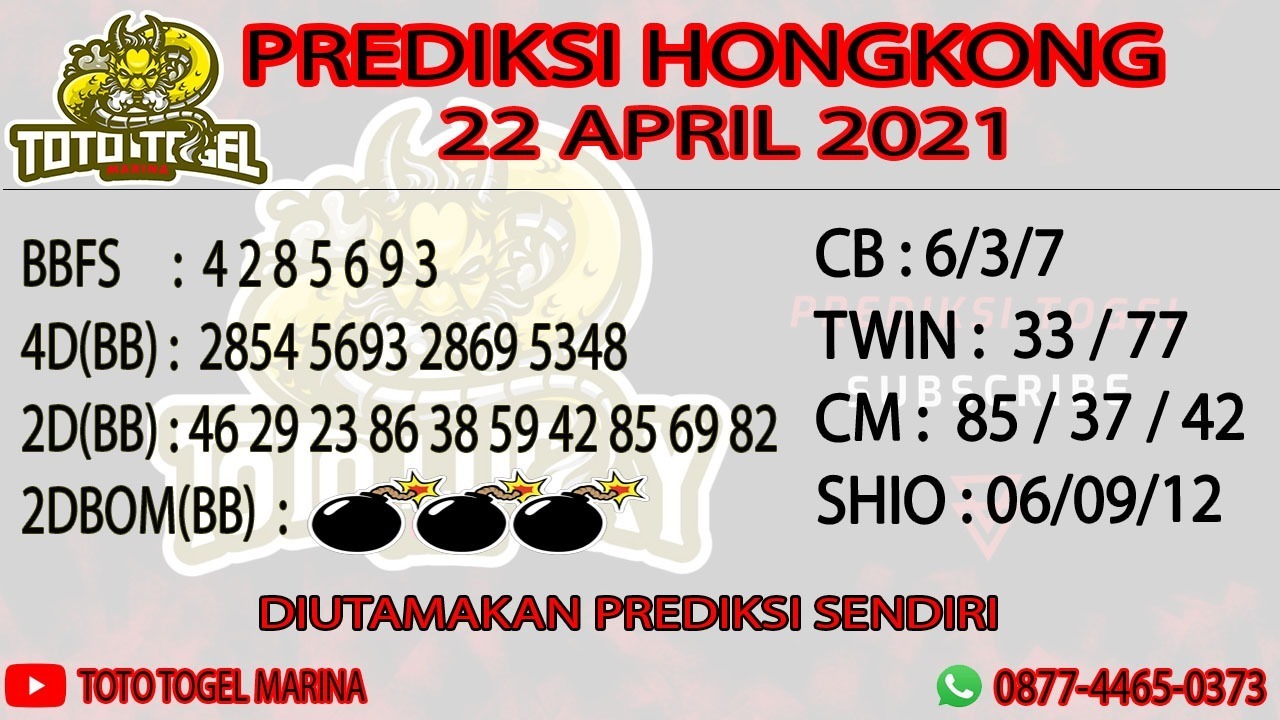 PREDIKSI HONGKONG
22 APRIL 2021
TOTO TOGEL
MARINA
BBFS : 4 2 8 5 6 9 3
4D(BB) : 2854 5693 2869 5348
2D(BB) : 46 29 23 86 38 59 42 85 69 82
2DBOM(BB) :
CB : 6/3/7
PREDIKSI TOGEL
TWIN : 33 / 77
SUBSCRIBE
CM : 85 / 37 / 42
SHIO : 06/09/12
DIUTAMAKAN PREDIKSI SENDIRI
TOTO TOGEL MARINA
0877-4465-0373